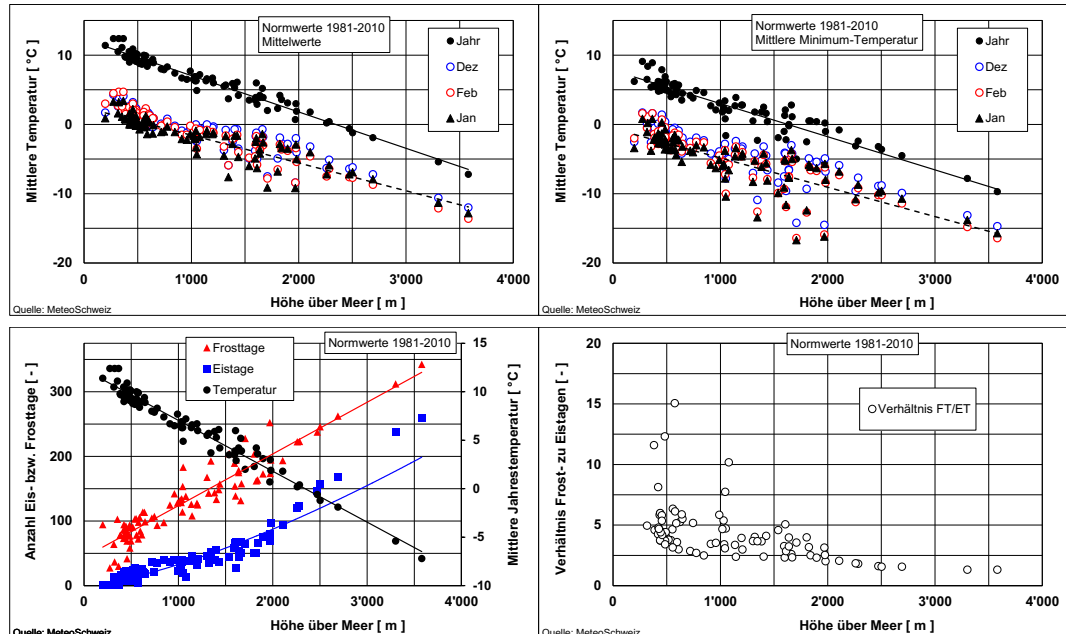 Normwerte 1981-2010
Mittelwerte
Jahr
Dez
Feb
Jan
10
0
-10
-20
Mittlere Temperatur [ °C ]
0
1'000
2'000
3'000
4'000
Höhe über Meer [ m ]
Quelle: MeteoSchweiz
Normwerte 1981-2010
Mittlere Minimum-Temperatur
Jahr
Dez
Feb
Jan
10
0
-10
-20
Mittlere Temperatur [ °C ]
0
1'000
2'000
3'000
4'000
Höhe über Meer [ m ]
Quelle: MeteoSchweiz
Normwerte 1981-2010
Frosttage
Eistage
Temperatur
300
200
100
0
Anzahl Eis- bzw. Frosttage [ - ]
15
10
5
0
-5
-10
Mittlere Jahrestemperatur [ °C ]
0
1'000
2'000
3'000
4'000
Höhe über Meer [ m ]
Quelle: MeteoSchweiz
Normwerte 1981-2010
Verhältnis FT/ET
20
15
10
5
0
Verhältnis Frost- zu Eistagen [ - ]
0
1'000
2'000
3'000
4'000
Höhe über Meer [ m ]
Quelle: MeteoSchweiz